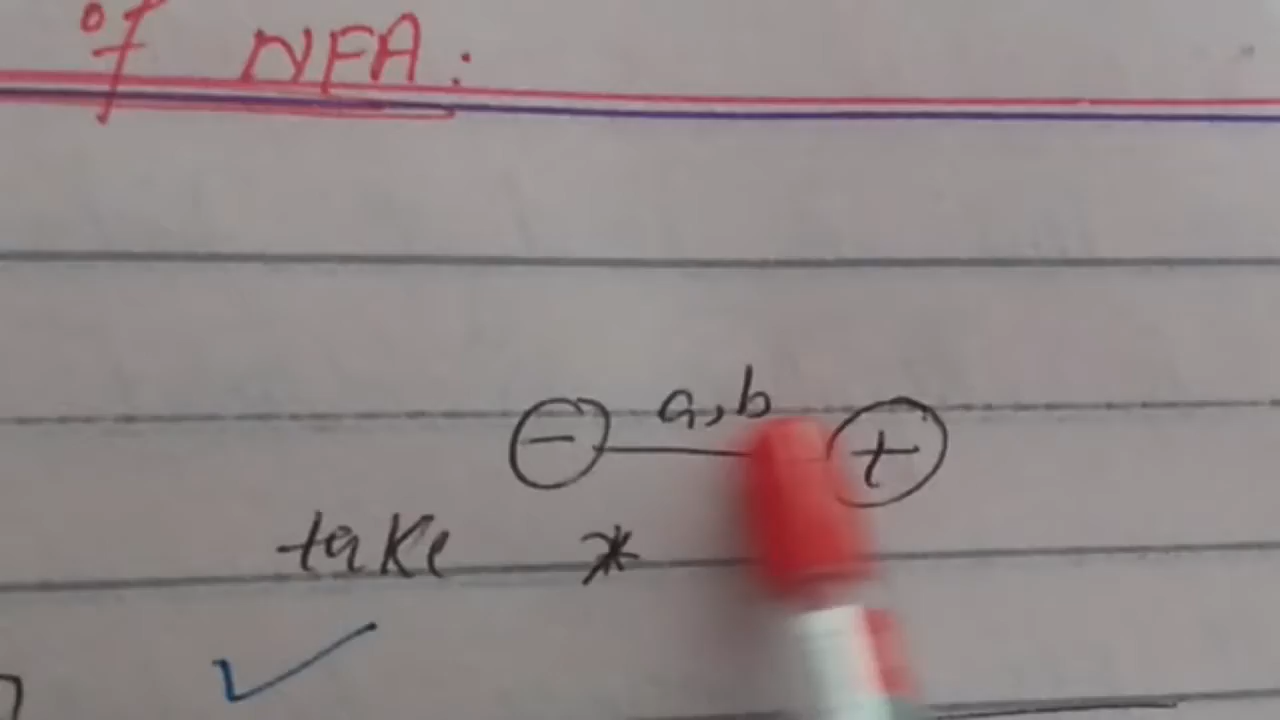 of NFA:
a,b
- +
take *